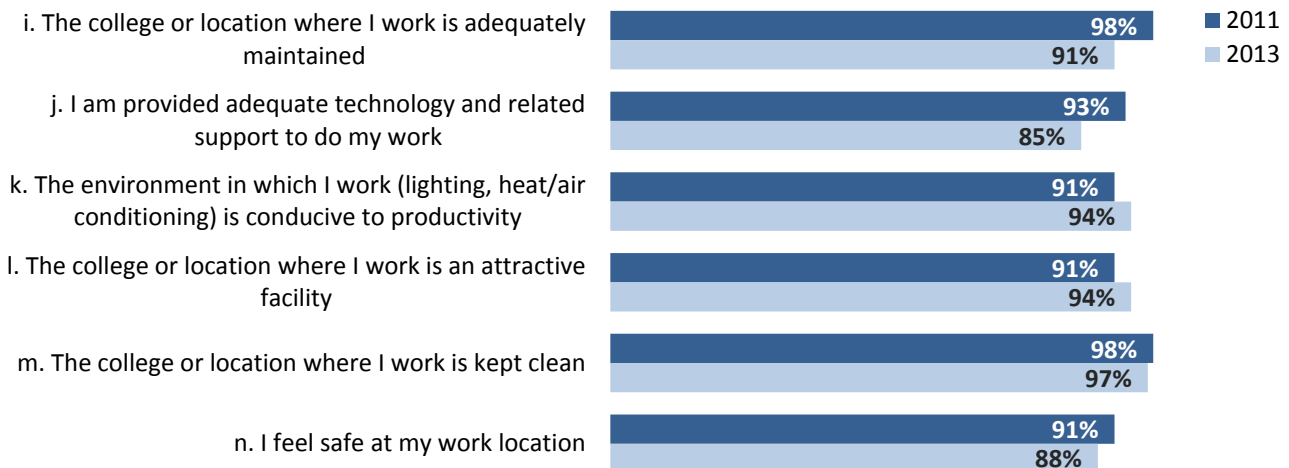 i. The college or location where I work is adequately
maintained
98%
91%
2011
2013
j. I am provided adequate technology and related
support to do my work
93%
85%
k. The environment in which I work (lighting, heat/air
conditioning) is conducive to productivity
91%
94%
l. The college or location where I work is an attractive
facility
91%
94%
m. The college or location where I work is kept clean
98%
97%
n. I feel safe at my work location
91%
88%